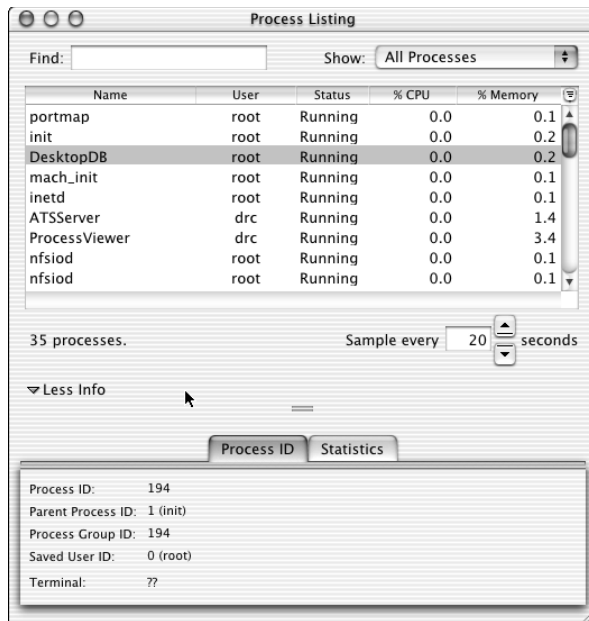 Process Listing
Find: Show: All Processes
Name User Status % CPU % Memory
portmap root Running 0.0 0.1
init root Running 0.0 0.2
DesktopDB root Running 0.0 0.2
mach_init root Running 0.0 0.1
inetd root Running 0.0 0.1
ATSServer drc Running 0.0 1.4
ProcessViewer drc Running 0.0 3.4
nfsiod root Running 0.0 0.1
nfsiod root Running 0.0 0.1
35 processes. Sample every 20 seconds
Less Info
Process ID Statistics
Process ID: 194
Parent Process ID: 1 (init)
Process Group ID: 194
Saved User ID: 0 (root)
Terminal: ??